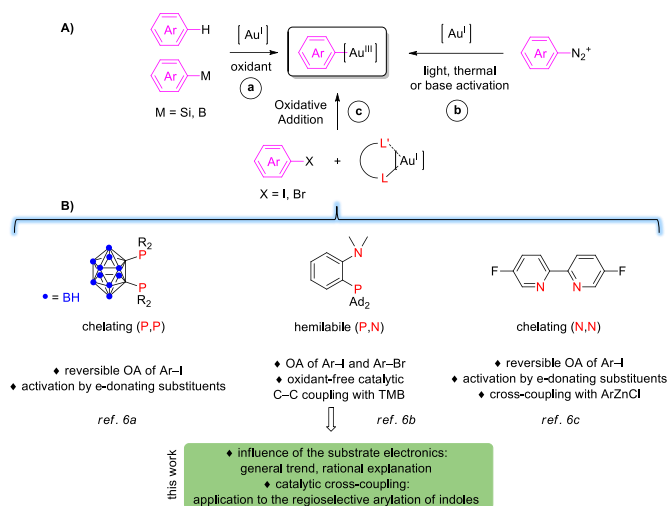 A)
Ar
H
[Au^I]
oxidant
a
Ar
M
M = Si, B
Ar
[Au^III]
[Au^I]
light, thermal
or base activation
b
Ar
N2^+
Oxidative
Addition
c
Ar
X
+
L'
L
Au^I]
X = I, Br
B)
R2
P
P
R2
• = BH
N
P
Ad2
F
N
N
F
chelating (P,P)
hemilabile (P,N)
chelating (N,N)
♦ reversible OA of Ar–I
♦ activation by e-donating substituents
ref. 6a
♦ OA of Ar–I and Ar–Br
♦ oxidant-free catalytic
C–C coupling with TMB
ref. 6b
♦ reversible OA of Ar–I
♦ activation by e-donating substituents
♦ cross-coupling with ArZnCl
ref. 6c
this work
♦ influence of the substrate electronics:
general trend, rational explanation
♦ catalytic cross-coupling:
application to the regioselective arylation of indoles